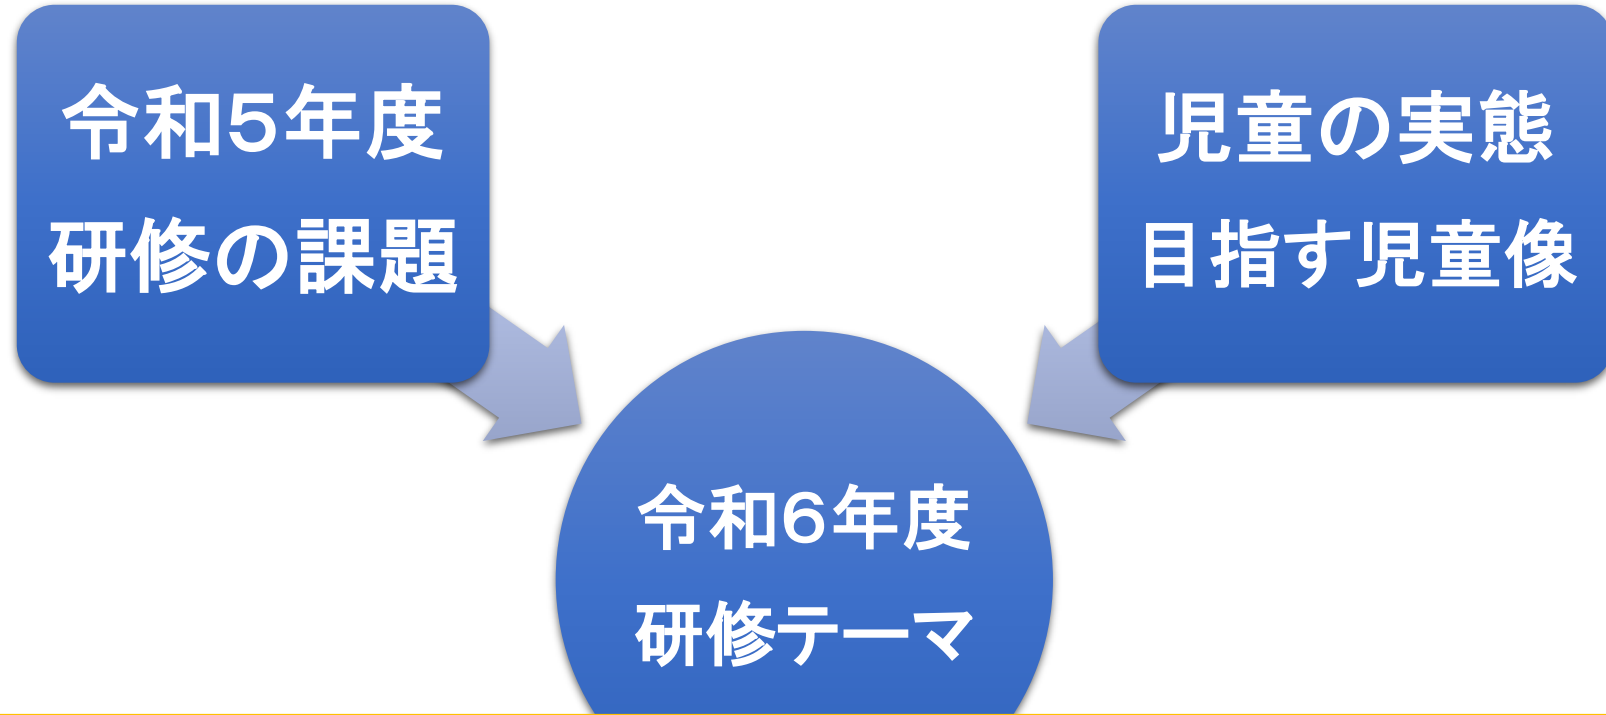 令和５年度
研修の課題
児童の実態
目指す児童像
令和６年度
研修テーマ